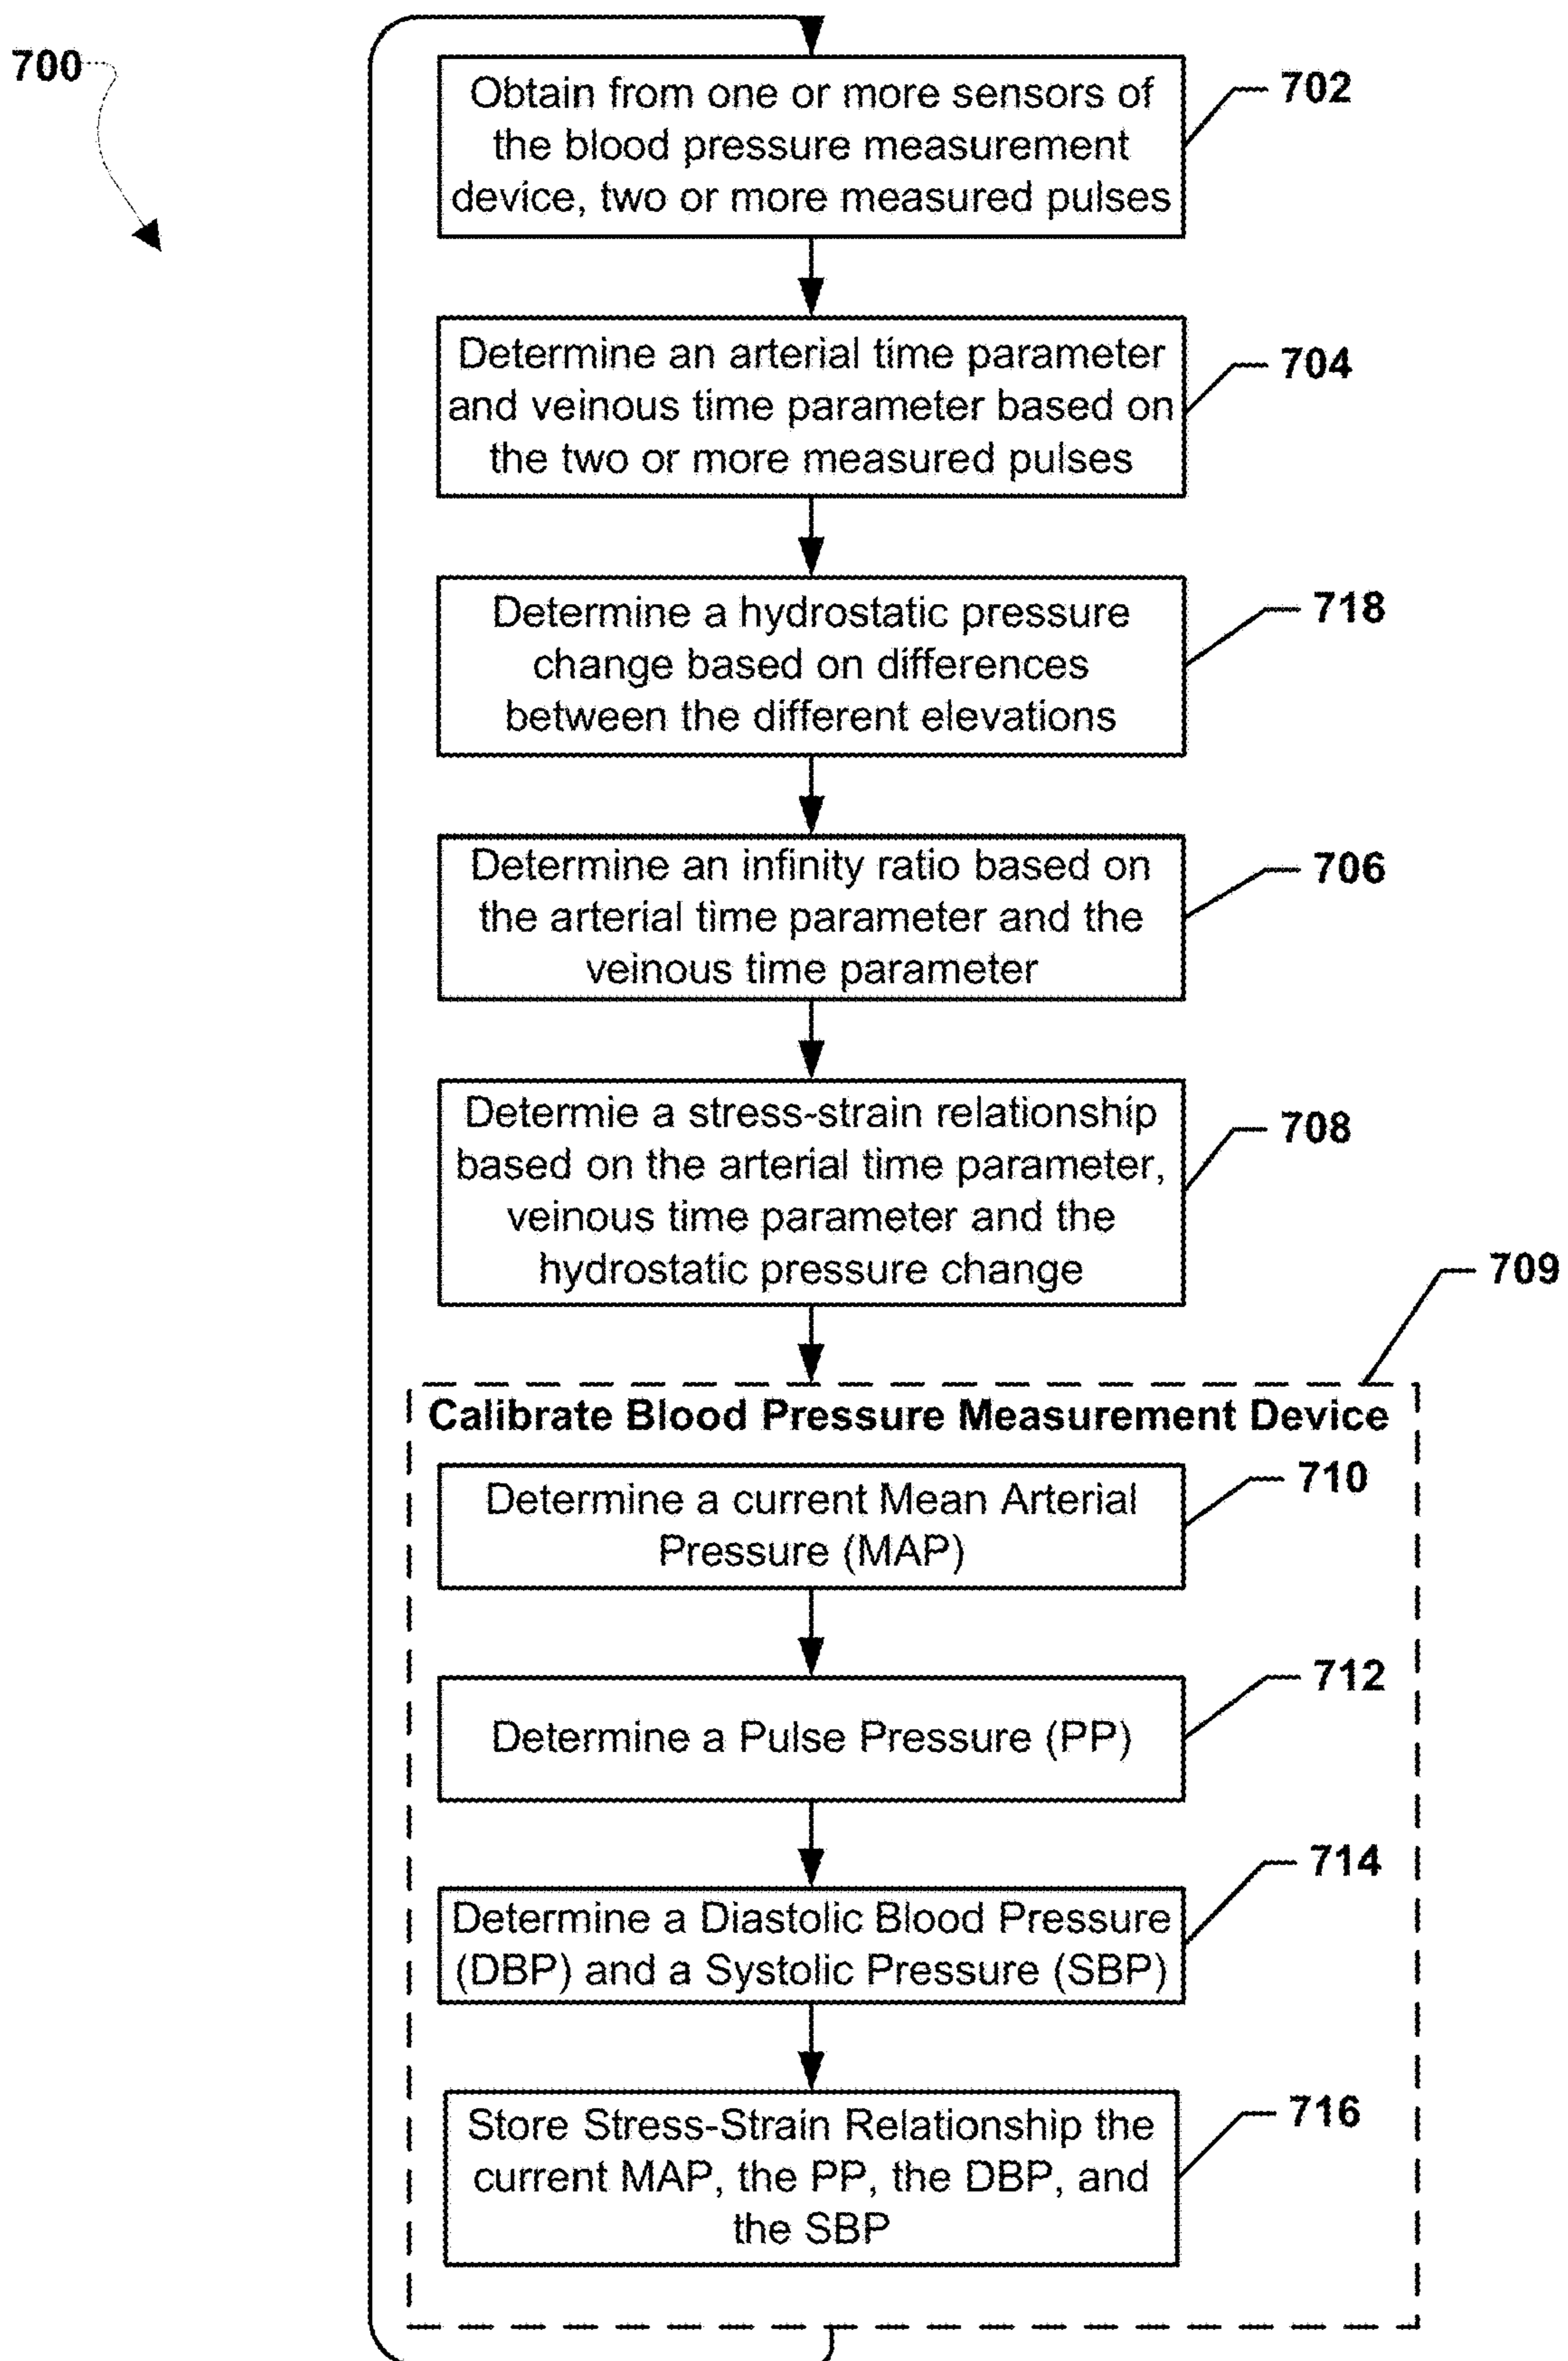 700
Obtain from one or more sensors of
the blood pressure measurement
device, two or more measured pulses
702
Determine an arterial time parameter
and veinous time parameter based on
the two or more measured pulses
704
Determine a hydrostatic pressure
change based on differences
between the different elevations
718
Determine an infinity ratio based on
the arterial time parameter and the
veinous time parameter
706
Determie a stress-strain relationship
based on the arterial time parameter,
veinous time parameter and the
hydrostatic pressure change
708
709
Calibrate Blood Pressure Measurement Device
Determine a current Mean Arterial
Pressure (MAP)
710
Determine a Pulse Pressure (PP)
712
Determine a Diastolic Blood Pressure
(DBP) and a Systolic Pressure (SBP)
714
Store Stress-Strain Relationship the
current MAP, the PP, the DBP, and
the SBP
716